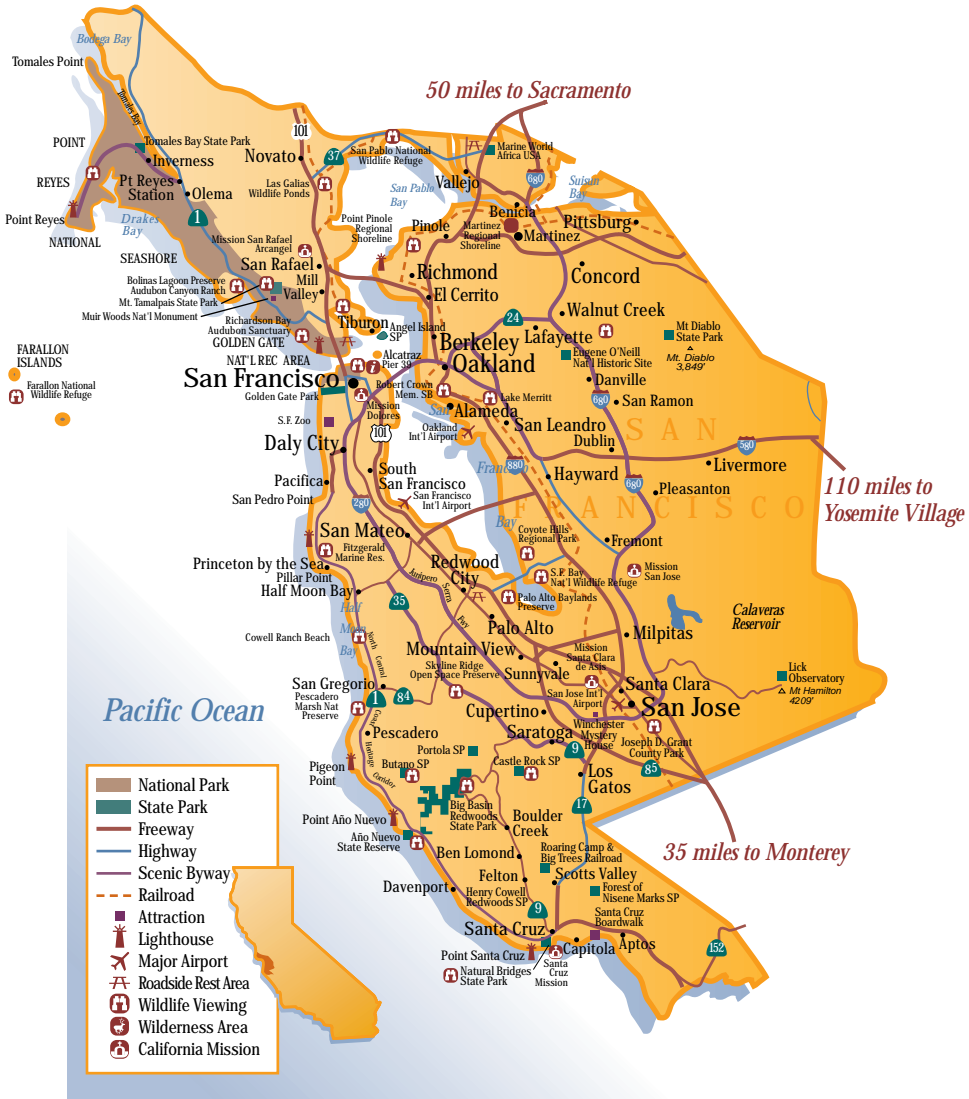 Bodega Bay
Tomales Point
Tomales Bay
50 miles to Sacramento
POINT
REYES
NATIONAL
SEASHORE
Tomales Bay State Park
Inverness
Pt Reyes
Station
Olema
Point Reyes
Drakes
Bay
1
101
Novato
37
San Pablo National
Wildlife Refuge
Las Galias
Wildlife Ponds
San Pablo
Bay
Marine World
Africa USA
Vallejo
680
Suisun
Bay
Benicia
Point Pinole
Regional
Shoreline
Pinole
Martinez
Regional
Shoreline
Martinez
Pittsburg
Mission San Rafael
Arcangel
San Rafael
Mill
Valley
Bolinas Lagoon Preserve
Audubon Canyon Ranch
Mt. Tamalpais State Park
Muir Woods Nat'l Monument
Richmond
El Cerrito
Concord
Richardson Bay
Audubon Sanctuary
Tiburon
Angel Island
SP
GOLDEN GATE
NAT'L REC AREA
24
Walnut Creek
Lafayette
Berkeley
Oakland
Mt Diablo
State Park
Mt. Diablo
3,849'
Eugene O'Neill
Nat'l Historic Site
Alcatraz
Pier 39
FARALLON
ISLANDS
Farallon National
Wildlife Refuge
San Francisco
Golden Gate Park
Mission
Dolores
Robert Crown
Mem. SB
Lake Merritt
Danville
680
San Ramon
S.F. Zoo
101
San
Alameda
Oakland
Int'l Airport
San Leandro
Dublin
SAN
580
Daly City
South
San Francisco
Francisco
880
Hayward
Livermore
Pacifica
San Pedro Point
280
San Francisco
Int'l Airport
680
Pleasanton
110 miles to
Yosemite Village
FRANCISCO
Bay
San Mateo
Fitzgerald
Marine Res.
Coyote Hills
Regional Park
Fremont
Princeton by the Sea
Pillar Point
Half Moon Bay
Redwood
City
Junipero
Serra
Fwy
S.F. Bay
Nat'l Wildlife Refuge
Mission
San Jose
Half
Moon
Bay
35
Palo Alto Baylands
Preserve
Calaveras
Reservoir
Cowell Ranch Beach
Palo Alto
Milpitas
North
Central
Coast
Heritage
Corridor
Mountain View
Skyline Ridge
Open Space Preserve
Sunnyvale
Mission
Santa Clara
de Asis
San Gregorio
Pescadero
Marsh Nat
Preserve
1
84
San Jose Int'l
Airport
Santa Clara
San Jose
Lick
Observatory
Mt Hamilton
4209'
Pacific Ocean
Cupertino
Winchester
Mystery
House
Joseph D. Grant
County Park
Pescadero
Saratoga
9
85
Pigeon
Point
Portola SP
Butano SP
Castle Rock SP
Los
Gatos
17
Big Basin
Redwoods
State Park
Point Año Nuevo
Año Nuevo
State Reserve
Boulder
Creek
35 miles to Monterey
Ben Lomond
Roaring Camp &
Big Trees Railroad
Felton
Scotts Valley
Davenport
Henry Cowell
Redwoods SP
Forest of
Nisene Marks SP
9
Santa Cruz
Boardwalk
Santa Cruz
Capitola
Aptos
152
Point Santa Cruz
Natural Bridges
State Park
Santa
Cruz
Mission
National Park
State Park
Freeway
Highway
Scenic Byway
Railroad
Attraction
Lighthouse
Major Airport
Roadside Rest Area
Wildlife Viewing
Wilderness Area
California Mission